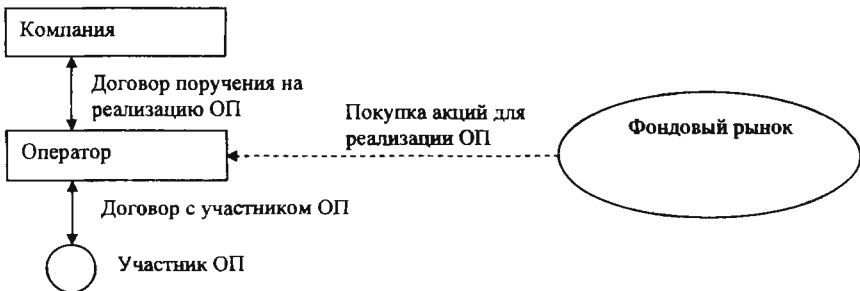 Компания
Договор поручения на
реализацию ОП
Покупка акций для
реализации ОП
Фондовый рынок
Оператор
Договор с участником ОП
Участник ОП